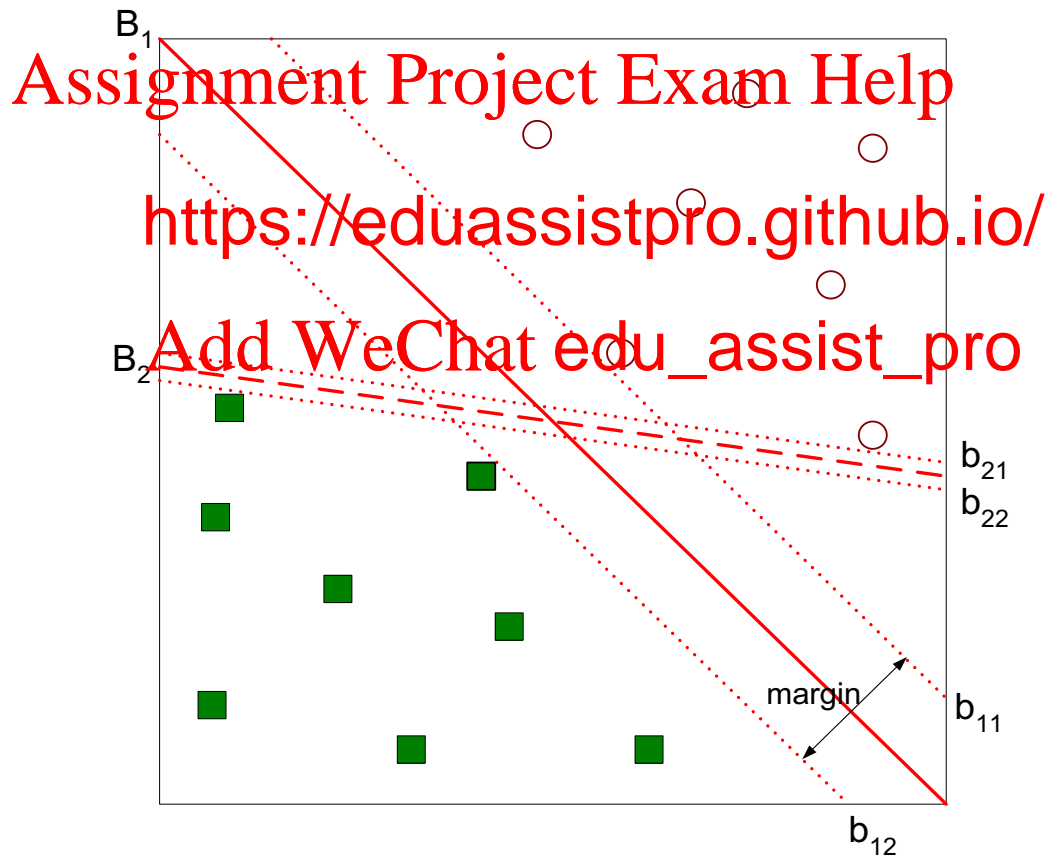 B1
Assignment Project Exam Help
https://eduassistpro.github.io/
Add WeChat edu_assist_pro
B2
b21
b22
margin
b11
b12